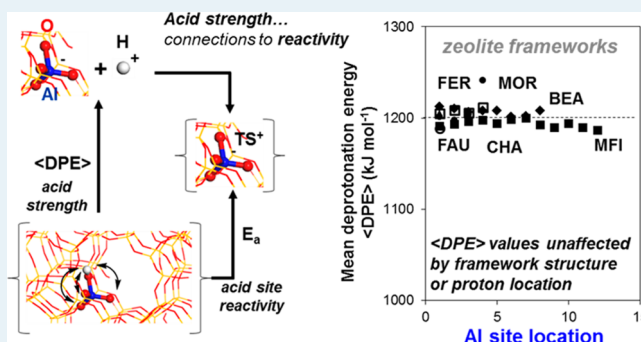 Acid strength…
connections to reactivity
O
Al
-
+
H
+
TS+
-
<DPE>
acid
strength
Ea
acid site
reactivity
Mean deprotonation energy
<DPE> (kJ mol-1)
1300
1200
1100
1000
zeolite frameworks
FER
MOR
BEA
FAU
CHA
MFI
<DPE> values unaffected
by framework structure
or proton location
0
5
10
15
Al site location